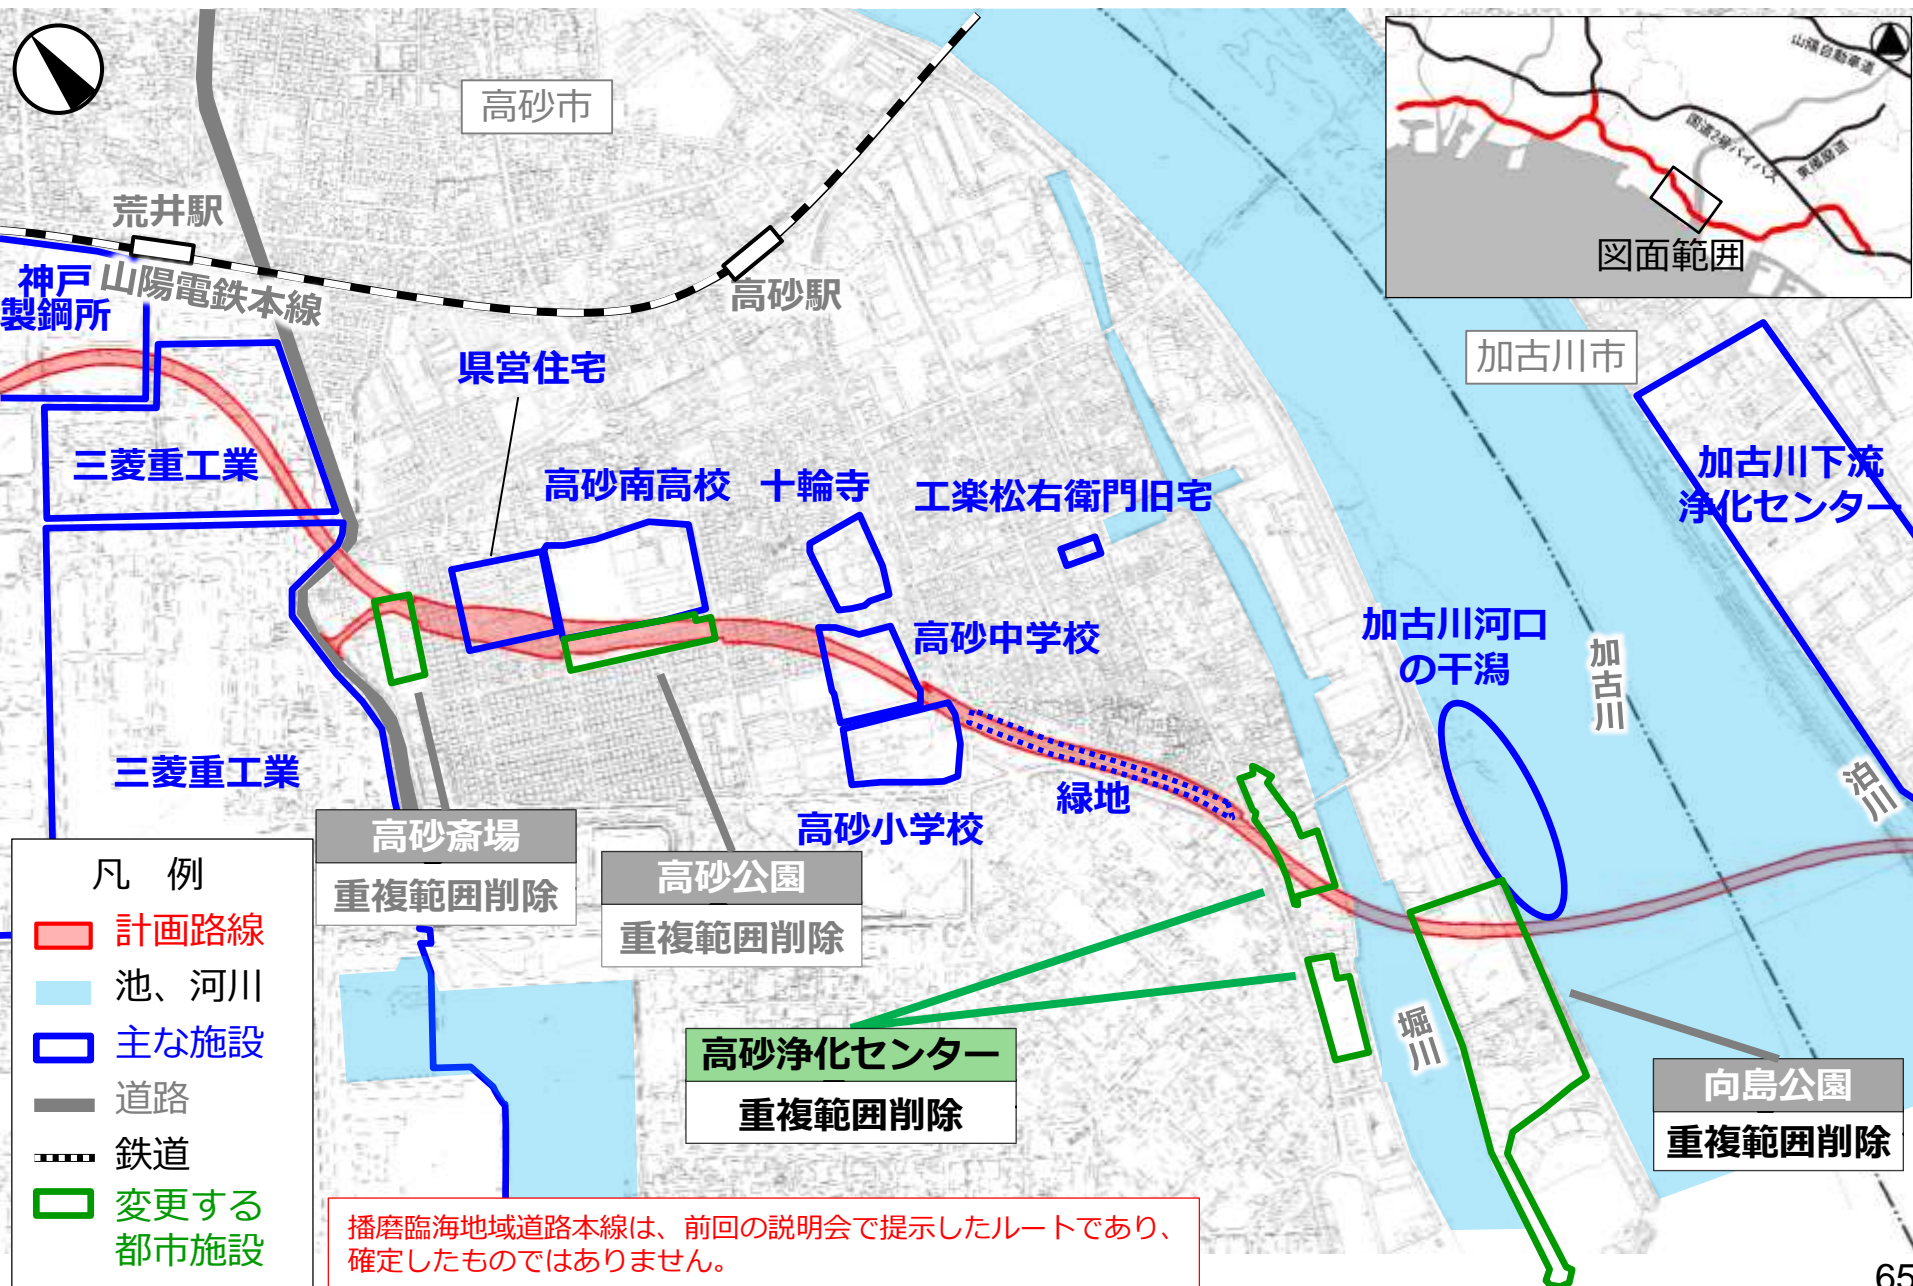 高砂市
山陽自動車道
国道2号バイパス
東播磨道
図面範囲
荒井駅
山陽電鉄本線
高砂駅
神戸
製鋼所
加古川市
県営住宅
三菱重工業
高砂南高校
十輪寺
工楽松右衛門旧宅
加古川下流
浄化センター
高砂中学校
加古川河口
の干潟
加古川
三菱重工業
泊川
緑地
高砂小学校
高砂斎場
重複範囲削除
高砂公園
重複範囲削除
凡 例
計画路線
池、河川
主な施設
道路
鉄道
変更する
都市施設
高砂浄化センター
重複範囲削除
堀川
向島公園
重複範囲削除
播磨臨海地域道路本線は、前回の説明会で提示したルートであり、
確定したものではありません。
65